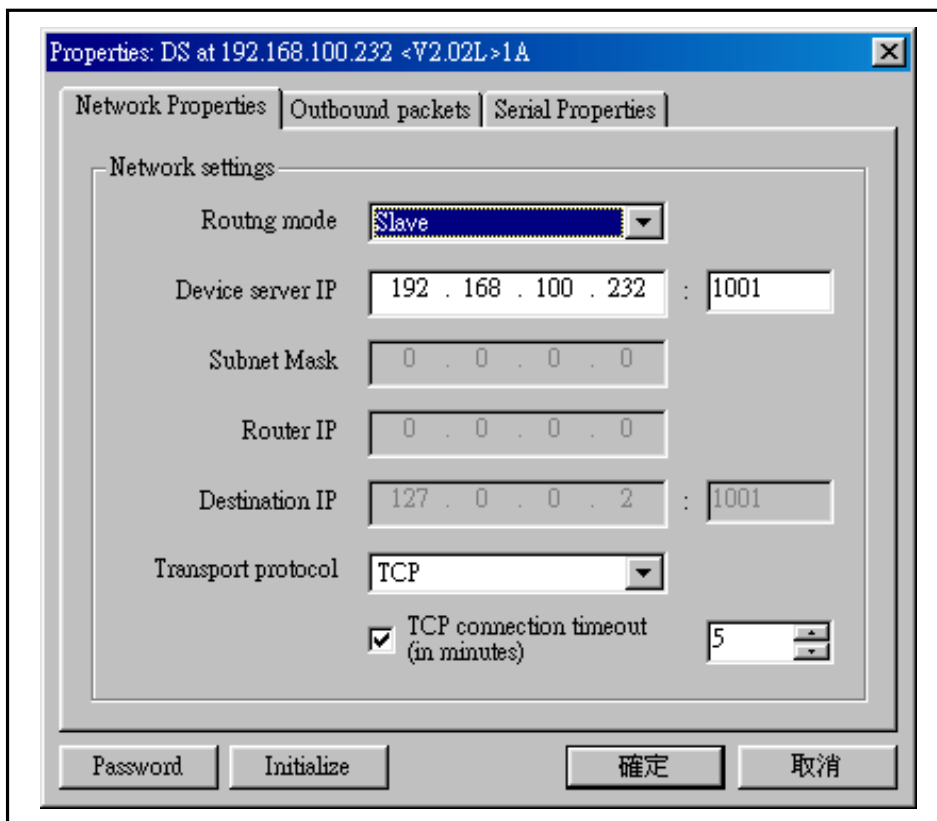 Properties: DS at 192.168.100.232 <V2.02L>1A
Network Properties Outbound packets Serial Properties
Network settings
Routng mode Slave
Device server IP 192 . 168 . 100 . 232 : 1001
Subnet Mask 0 . 0 . 0 . 0
Router IP 0 . 0 . 0 . 0
Destination IP 127 . 0 . 0 . 2 : 1001
Transport protocol TCP
TCP connection timeout
(in minutes) 5
Password Initialize 確定 取消